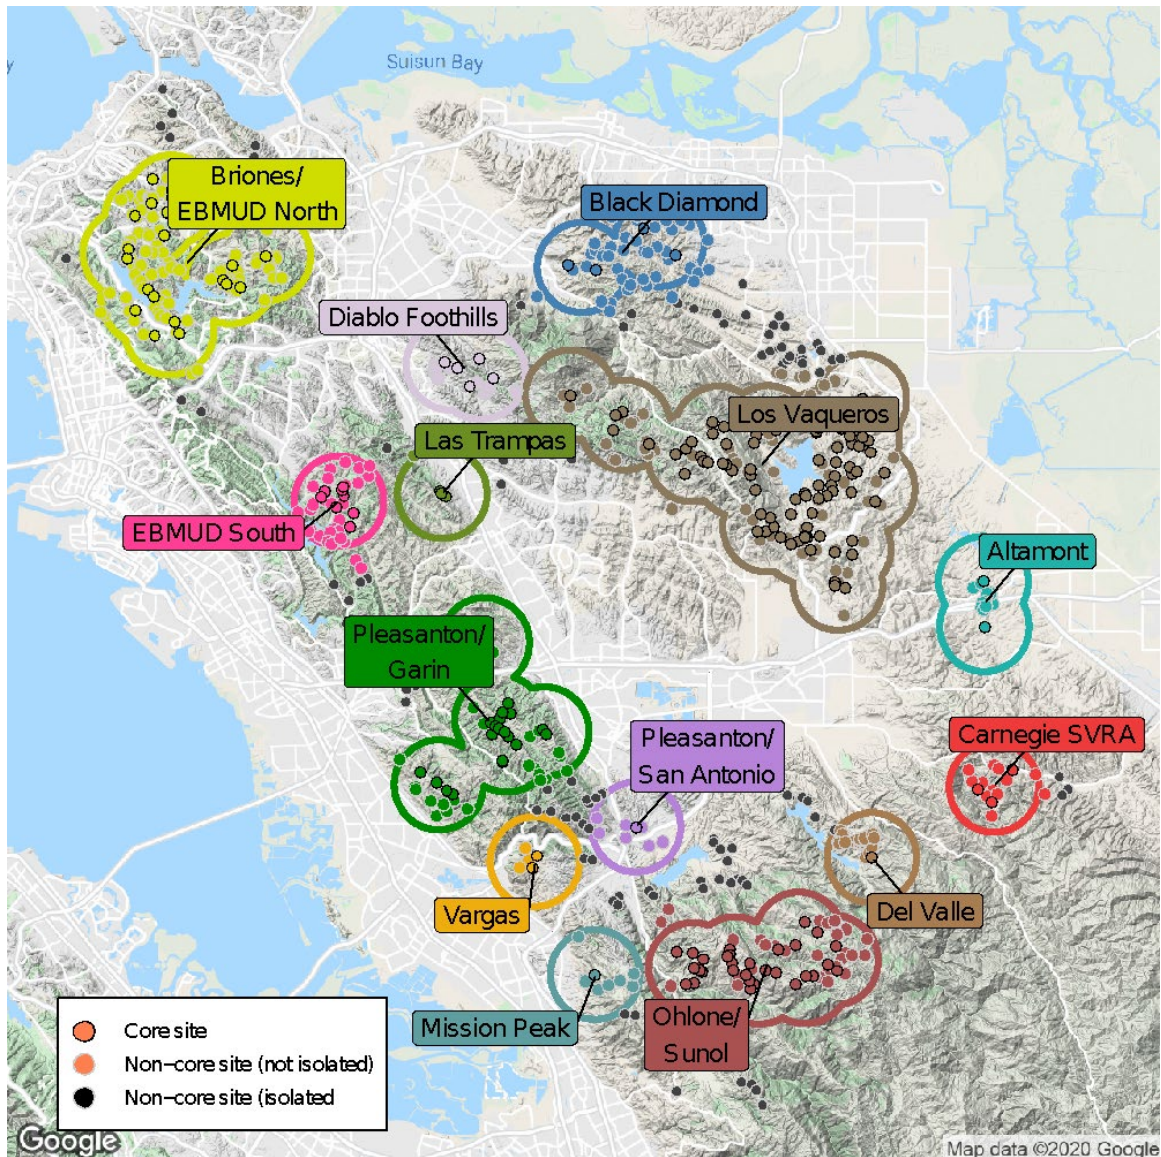 y
Suisun Bay
Briones/
EBMUD North
Black Diamond
Diablo Foothills
Los Vaqueros
Las Trampas
EBMUD South
Altamont
Pleasanton/
Garin
Pleasanton/
San Antonio
Carnegie SVRA
Vargas
Del Valle
Mission Peak
Ohlone/
Sunol
Core site
Non-core site (not isolated)
Non-core site (isolated
Google
Map data ©2020 Google